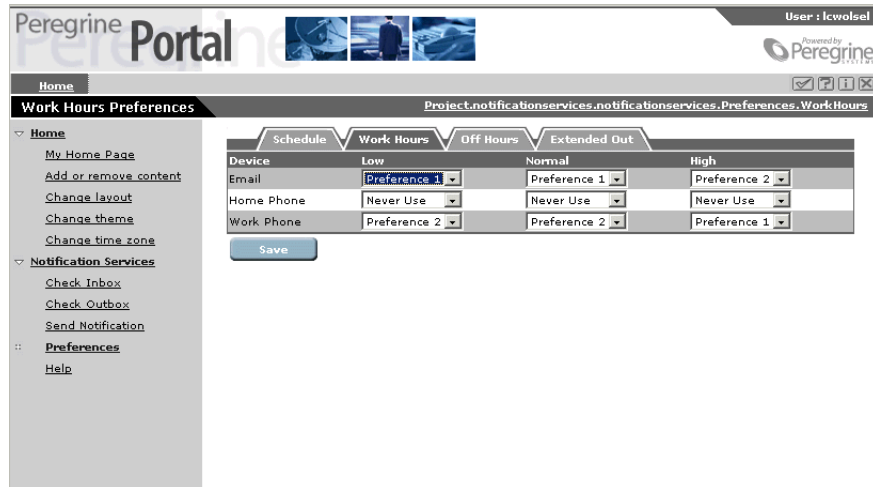 User : lcwolsel
Peregrine Portal
Powered by
Peregrine
SYSTEMS
Home
Work Hours Preferences
Project.notificationservices.notificationservices.Preferences.WorkHours
Home
My Home Page
Add or remove content
Change layout
Change theme
Change time zone
Notification Services
Check Inbox
Check Outbox
Send Notification
Preferences
Help
Schedule Work Hours Off Hours Extended Out
Device Low Normal High
Email Preference 1 Preference 1 Preference 2
Home Phone Never Use Never Use Never Use
Work Phone Preference 2 Preference 2 Preference 1
Save